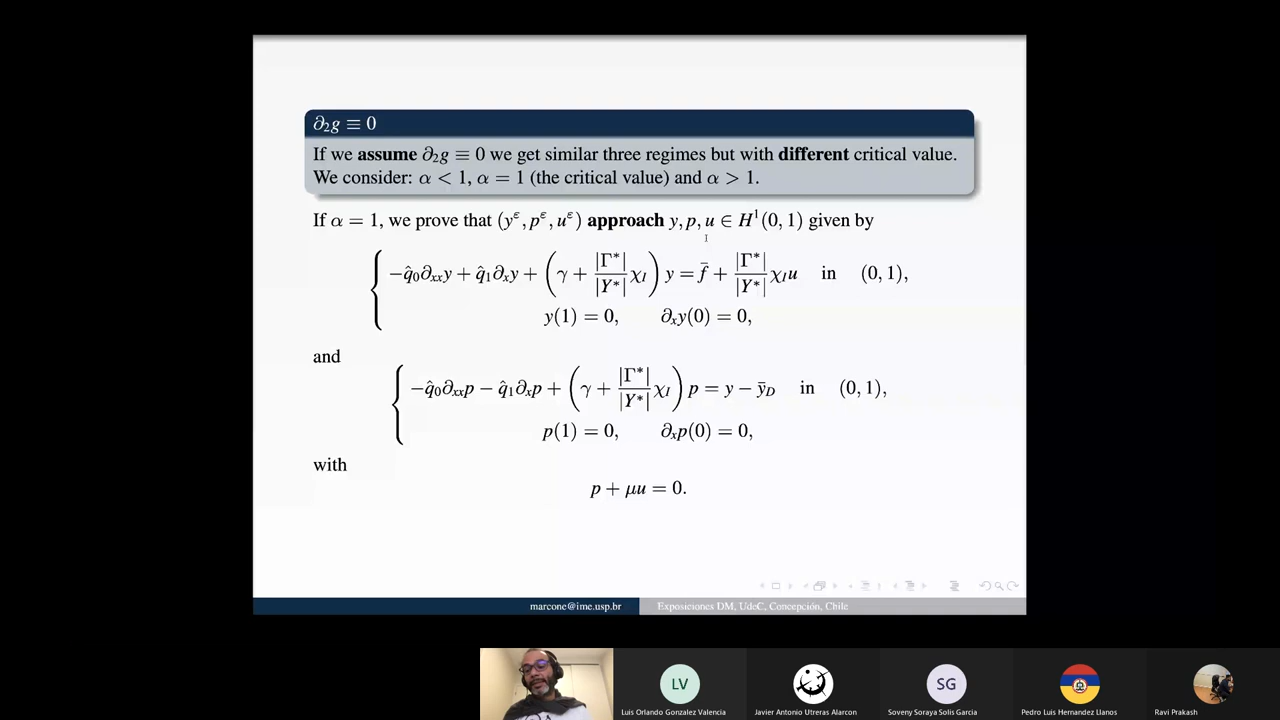 ∂₂g ≡ 0
If we assume ∂₂g ≡ 0 we get similar three regimes but with different critical value.
We consider: α < 1, α = 1 (the critical value) and α > 1.
If α = 1, we prove that (y^ε, p^ε, u^ε) approach y, p, u ∈ H¹(0, 1) given by
−q̂₀∂ₓₓy + q̂₁∂ₓy + (γ + |Γ*|/|Y*| χ_I) y = f̄ + |Γ*|/|Y*| χ_I u in (0, 1),
y(1) = 0, ∂ₓy(0) = 0,
and
−q̂₀∂ₓₓp − q̂₁∂ₓp + (γ + |Γ*|/|Y*| χ_I) p = y − ȳ_D in (0, 1),
p(1) = 0, ∂ₓp(0) = 0,
with
p + μu = 0.
marcone@ime.usp.br Exposiciones DM, UdeC, Concepción, Chile
LV SG
Luis Orlando Gonzalez Valencia Javier Antonio Utreras Alarcon Soveny Soraya Solis Garcia Pedro Luis Hernandez Llanos Ravi Prakash